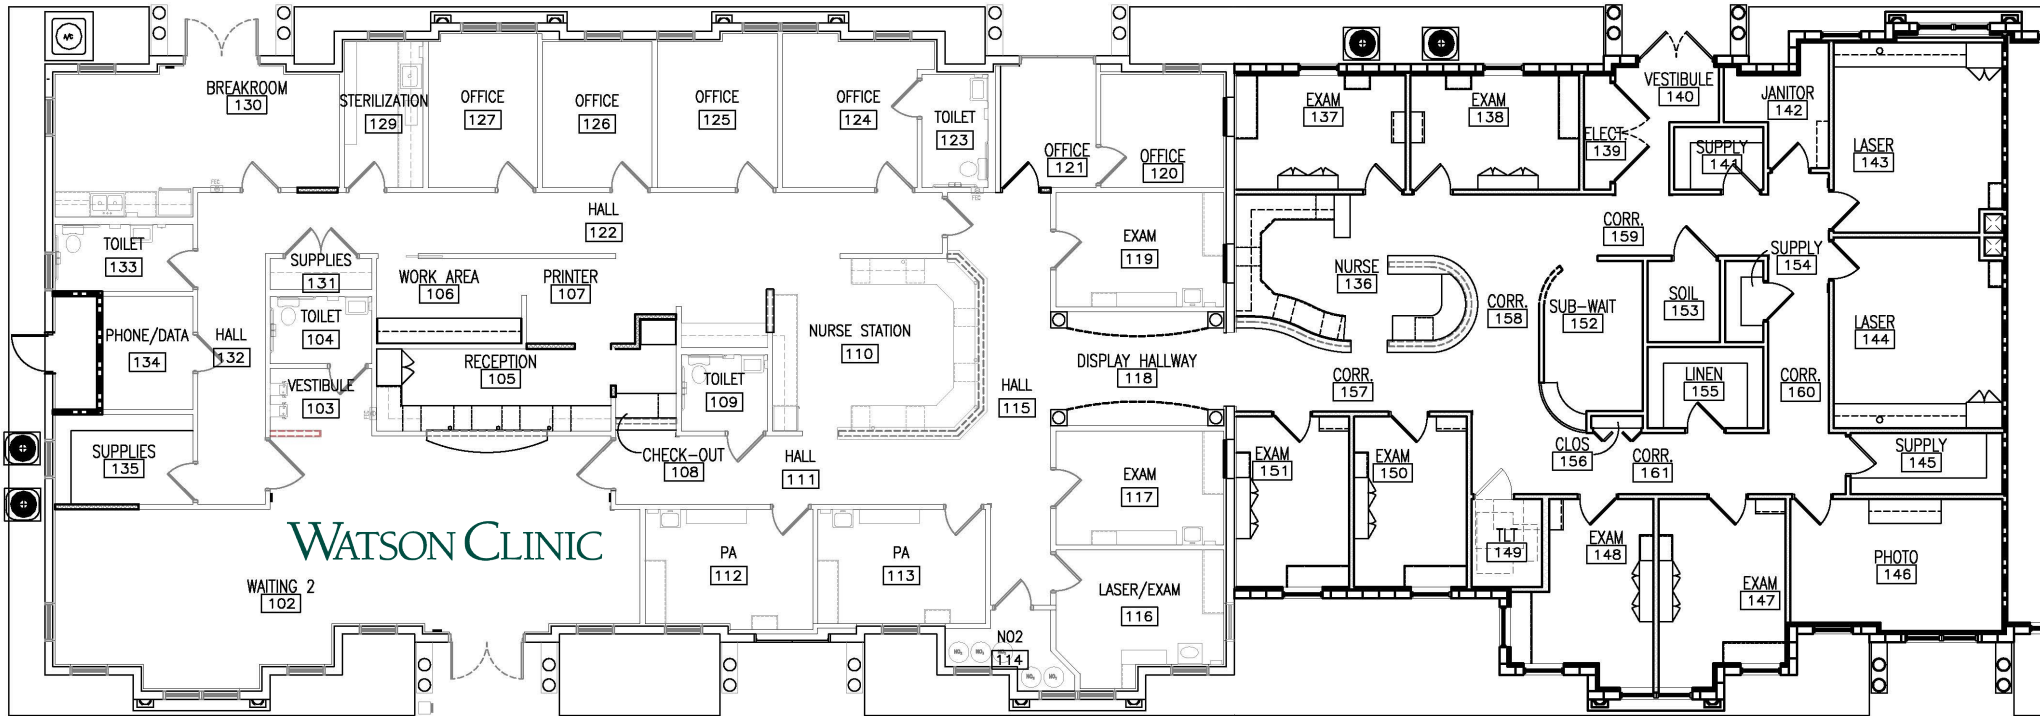 A/C
BREAKROOM
130
STERILIZATION
129
OFFICE
127
OFFICE
126
OFFICE
125
OFFICE
124
TOILET
123
OFFICE
121
OFFICE
120
EXAM
137
EXAM
138
ELECT.
139
VESTIBULE
140
SUPPLY
141
JANITOR
142
LASER
143
FEC
FEC
HALL
122
TOILET
133
SUPPLIES
131
WORK AREA
106
PRINTER
107
EXAM
119
NURSE
136
CORR.
159
SUPPLY
154
CORR.
158
SUB-WAIT
152
SOIL
153
LASER
144
PHONE/DATA
134
HALL
132
TOILET
104
NURSE STATION
110
RECEPTION
105
DISPLAY HALLWAY
118
VESTIBULE
103
TOILET
109
HALL
115
CORR.
157
LINEN
155
CORR.
160
SUPPLIES
135
CHECK-OUT
108
HALL
111
EXAM
117
EXAM
151
EXAM
150
CLOS
156
CORR.
161
SUPPLY
145
WATSON CLINIC
WAITING 2
102
PA
112
PA
113
LASER/EXAM
116
NO2
114
NO2
NO2
NO2
NO2
TLT
149
EXAM
148
EXAM
147
PHOTO
146